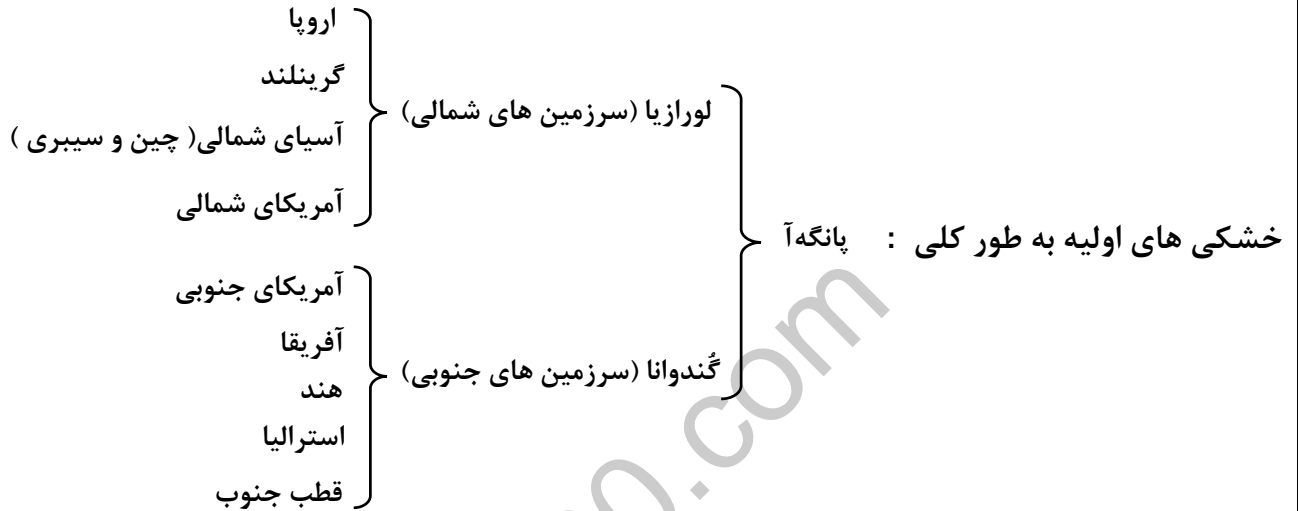 خشکی های اولیه به طور کلی : پانگه‌آ
لورازیا (سرزمین های شمالی)
اروپا
گرینلند
آسیای شمالی( چین و سیبری )
آمریکای شمالی
گُندوانا (سرزمین های جنوبی)
آمریکای جنوبی
آفریقا
هند
استرالیا
قطب جنوب
.com